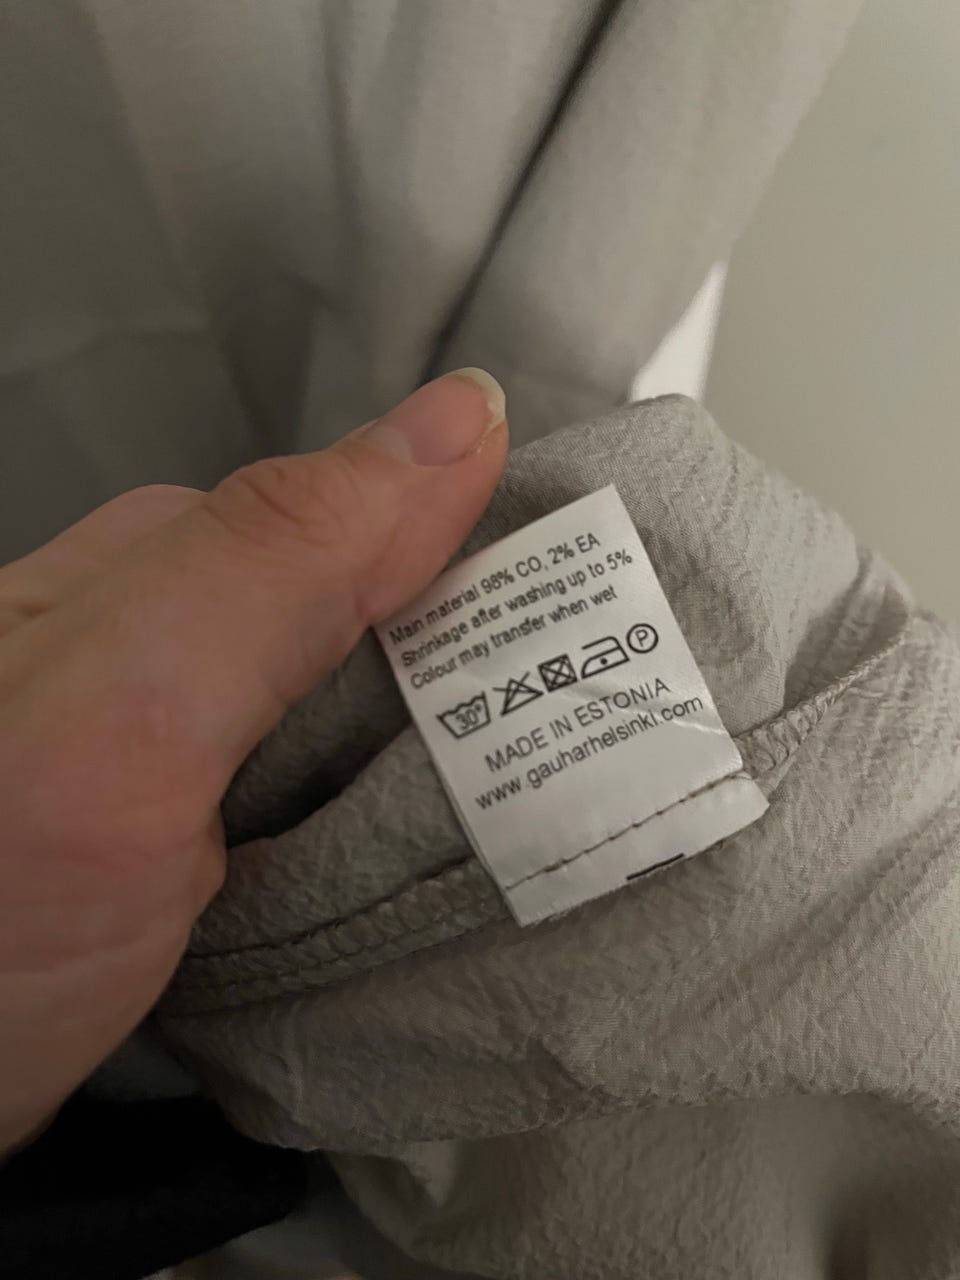 Main material 98% CO, 2% EA
Shrinkage after washing up to 5%
Colour may transfer when wet
30°
P
MADE IN ESTONIA
www.gauharhelsinki.com